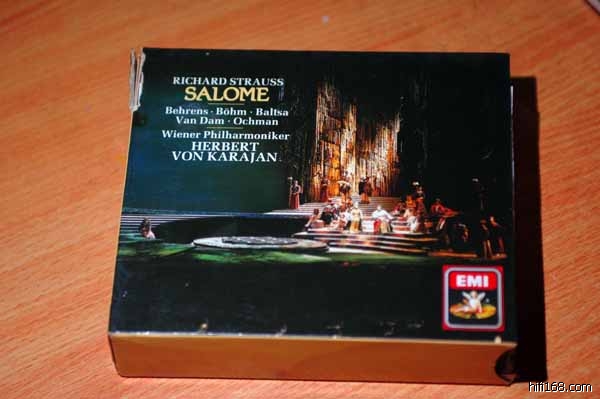 RICHARD STRAUSS
SALOME
Behrens · Böhm · Baltsa
Van Dam · Ochman
Wiener Philharmoniker
HERBERT
VON KARAJAN
EMI
hifi168.com